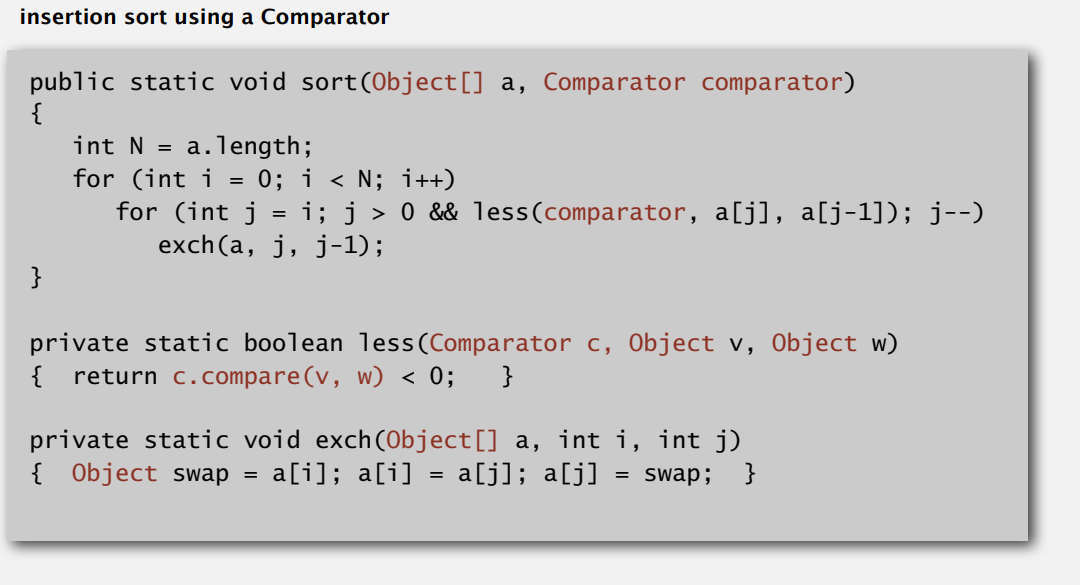 insertion sort using a Comparator
public static void sort(Object[] a, Comparator comparator)
{
   int N = a.length;
   for (int i = 0; i < N; i++)
      for (int j = i; j > 0 && less(comparator, a[j], a[j-1]); j--)
         exch(a, j, j-1);
}
private static boolean less(Comparator c, Object v, Object w)
{  return c.compare(v, w) < 0;   }
private static void exch(Object[] a, int i, int j)
{  Object swap = a[i]; a[i] = a[j]; a[j] = swap;  }